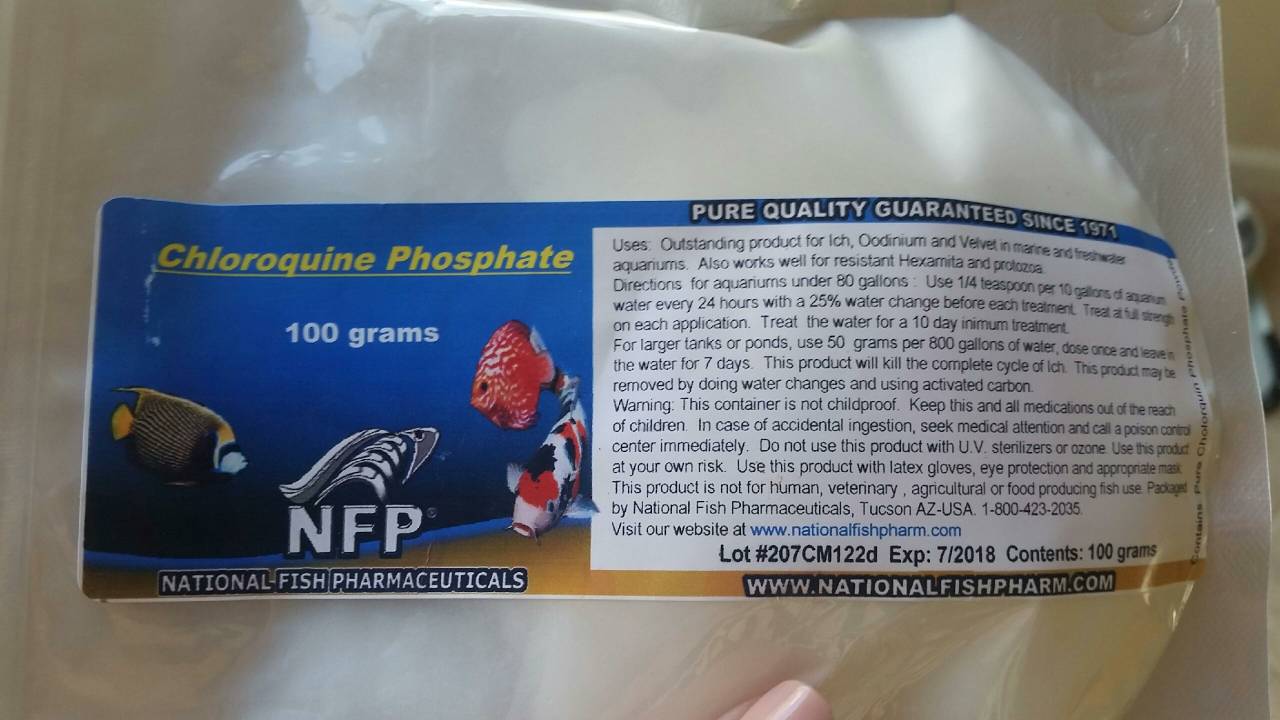 Chloroquine Phosphate
100 grams
NFP®
NATIONAL FISH PHARMACEUTICALS
PURE QUALITY GUARANTEED SINCE 1971
Uses: Outstanding product for Ich, Oodinium and Velvet in marine and freshwater
aquariums. Also works well for resistant Hexamita and protozoa.
Directions for aquariums under 80 gallons : Use 1/4 teaspoon per 10 gallons of aquarium
water every 24 hours with a 25% water change before each treatment. Treat at full strength
on each application. Treat the water for a 10 day inimum treatment.
For larger tanks or ponds, use 50 grams per 800 gallons of water, dose once and leave in
the water for 7 days. This product will kill the complete cycle of Ich. This product may be
removed by doing water changes and using activated carbon.
Warning: This container is not childproof. Keep this and all medications out of the reach
of children. In case of accidental ingestion, seek medical attention and call a poison control
center immediately. Do not use this product with U.V. sterilizers or ozone. Use this product
at your own risk. Use this product with latex gloves, eye protection and appropriate mask.
This product is not for human, veterinary , agricultural or food producing fish use. Packaged
by National Fish Pharmaceuticals, Tucson AZ-USA. 1-800-423-2035.
Visit our website at www.nationalfishpharm.com
Lot #207CM122d Exp: 7/2018 Contents: 100 grams
WWW.NATIONALFISHPHARM.COM
Contains Pure Cholorquin Phosphate